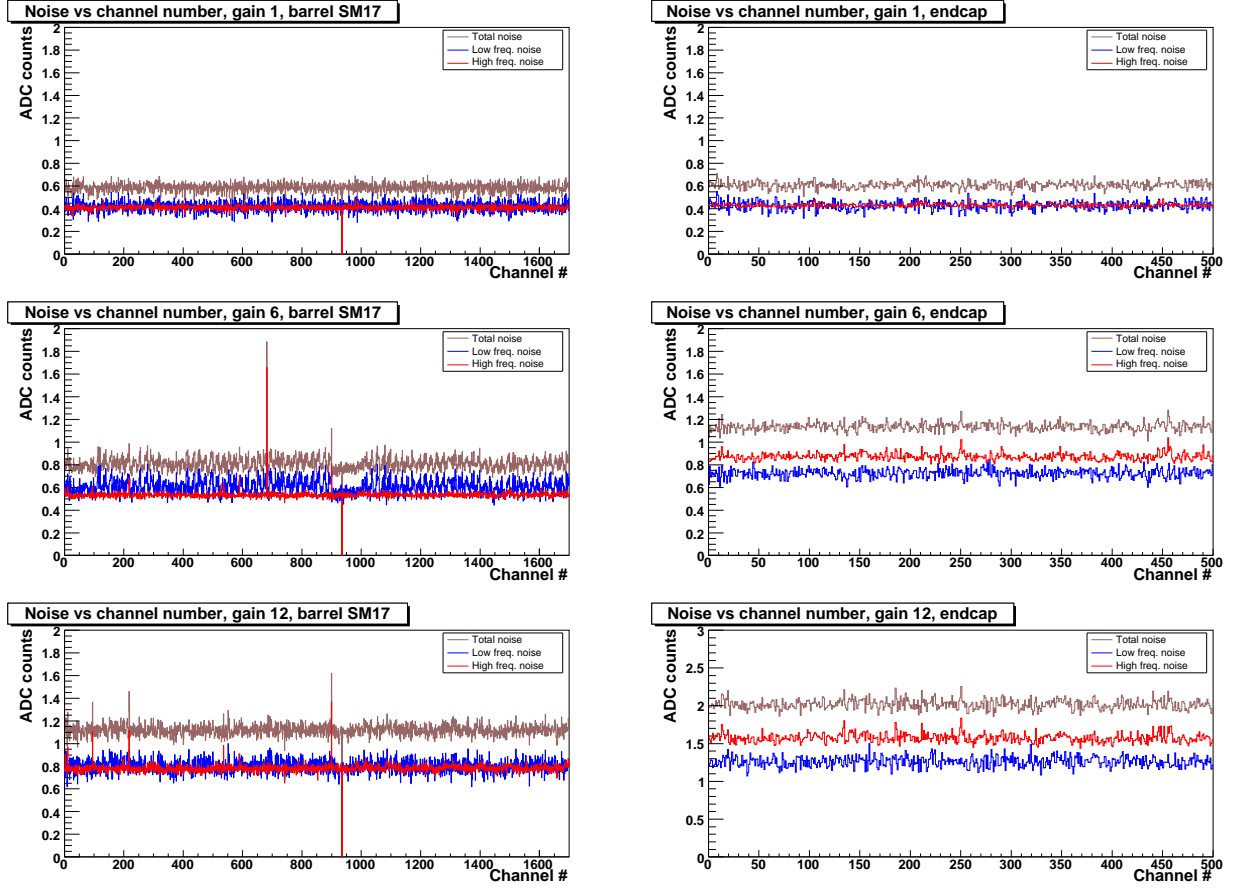 Noise vs channel number, gain 1, barrel SM17
ADC counts
2
1.8
1.6
1.4
1.2
1
0.8
0.6
0.4
0.2
0
Total noise
Low freq. noise
High freq. noise
0 200 400 600 800 1000 1200 1400 1600
Channel #
Noise vs channel number, gain 1, endcap
ADC counts
2
1.8
1.6
1.4
1.2
1
0.8
0.6
0.4
0.2
0
Total noise
Low freq. noise
High freq. noise
0 50 100 150 200 250 300 350 400 450 500
Channel #
Noise vs channel number, gain 6, barrel SM17
ADC counts
2
1.8
1.6
1.4
1.2
1
0.8
0.6
0.4
0.2
0
Total noise
Low freq. noise
High freq. noise
0 200 400 600 800 1000 1200 1400 1600
Channel #
Noise vs channel number, gain 6, endcap
ADC counts
2
1.8
1.6
1.4
1.2
1
0.8
0.6
0.4
0.2
0
Total noise
Low freq. noise
High freq. noise
0 50 100 150 200 250 300 350 400 450 500
Channel #
Noise vs channel number, gain 12, barrel SM17
ADC counts
2
1.8
1.6
1.4
1.2
1
0.8
0.6
0.4
0.2
0
Total noise
Low freq. noise
High freq. noise
0 200 400 600 800 1000 1200 1400 1600
Channel #
Noise vs channel number, gain 12, endcap
ADC counts
3
2.5
2
1.5
1
0.5
0
Total noise
Low freq. noise
High freq. noise
0 50 100 150 200 250 300 350 400 450 500
Channel #